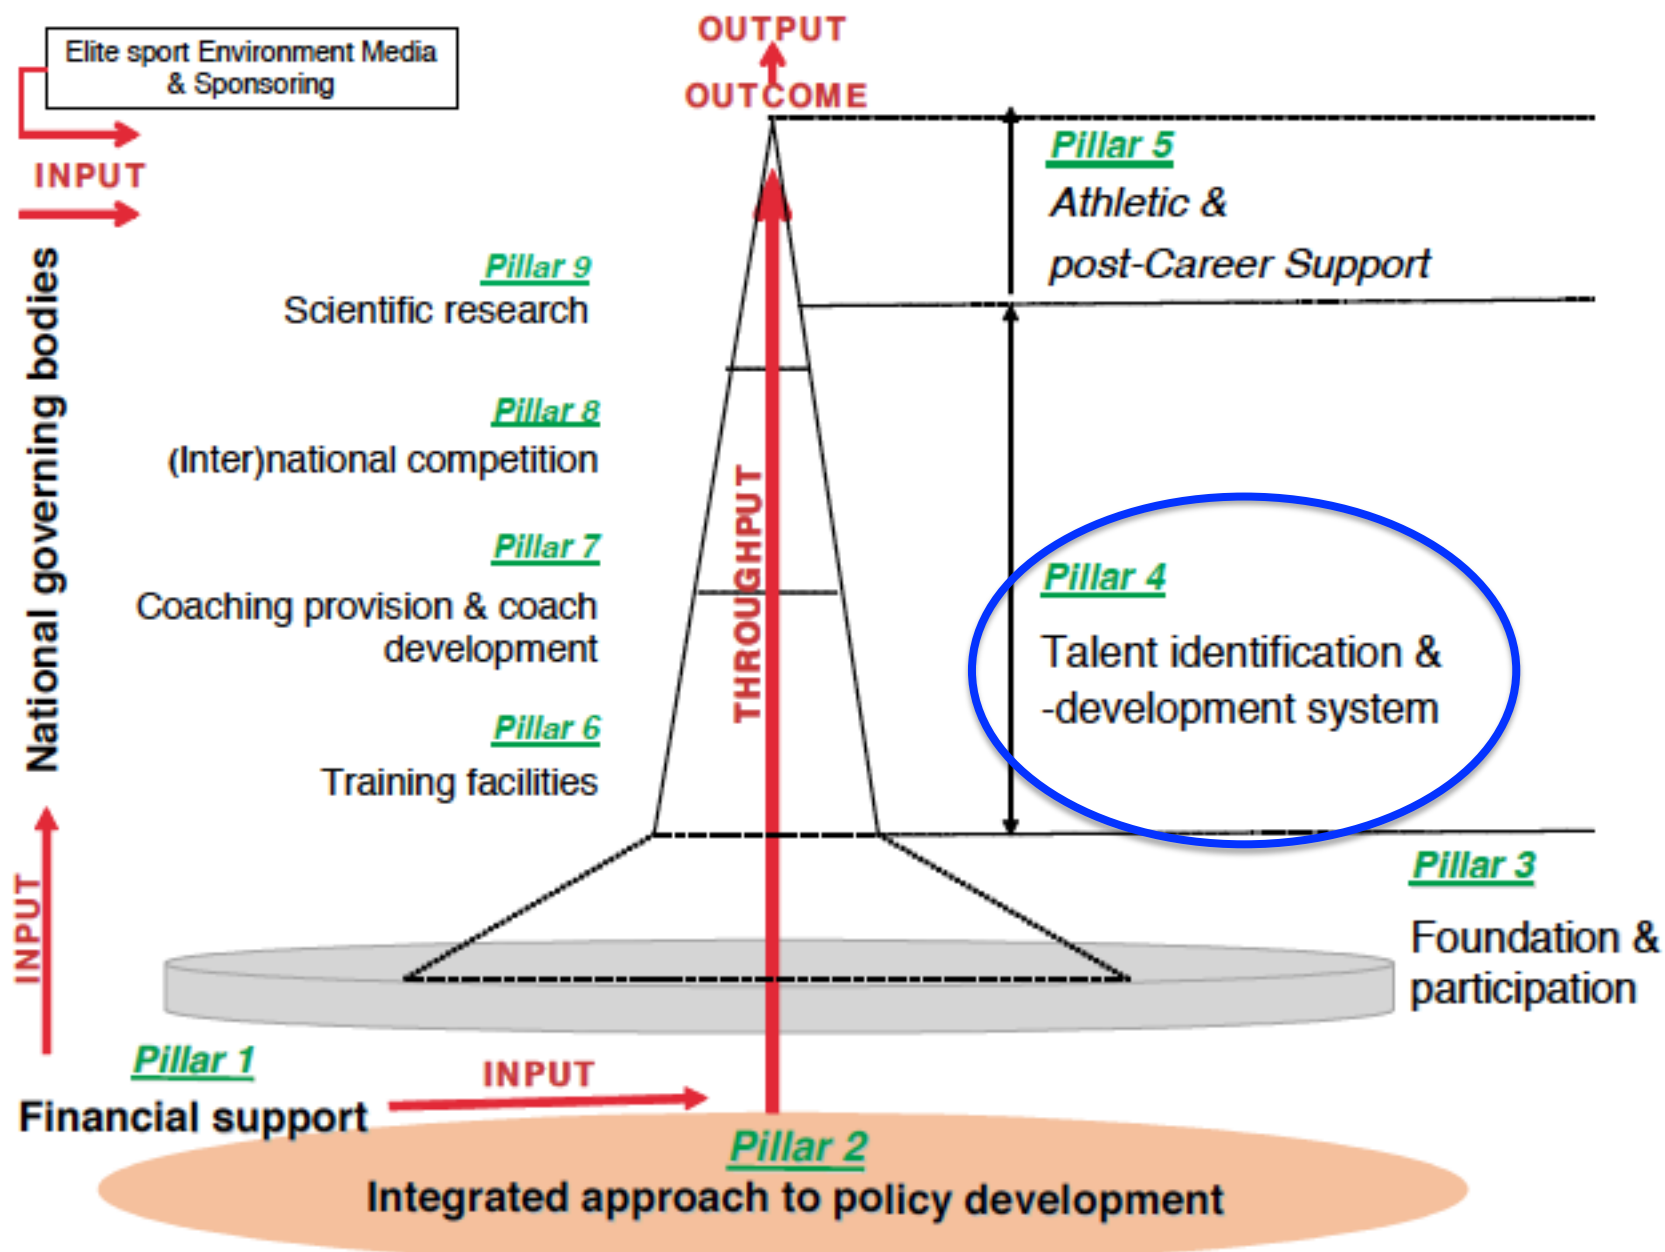 Elite sport Environment Media
& Sponsoring
INPUT
National governing bodies
INPUT
OUTPUT
OUTCOME
THROUGHPUT
Pillar 9
Scientific research
Pillar 8
(Inter)national competition
Pillar 7
Coaching provision & coach
development
Pillar 6
Training facilities
Pillar 5
Athletic &
post-Career Support
Pillar 4
Talent identification &
-development system
Pillar 3
Foundation &
participation
Pillar 1
Financial support
INPUT
Pillar 2
Integrated approach to policy development